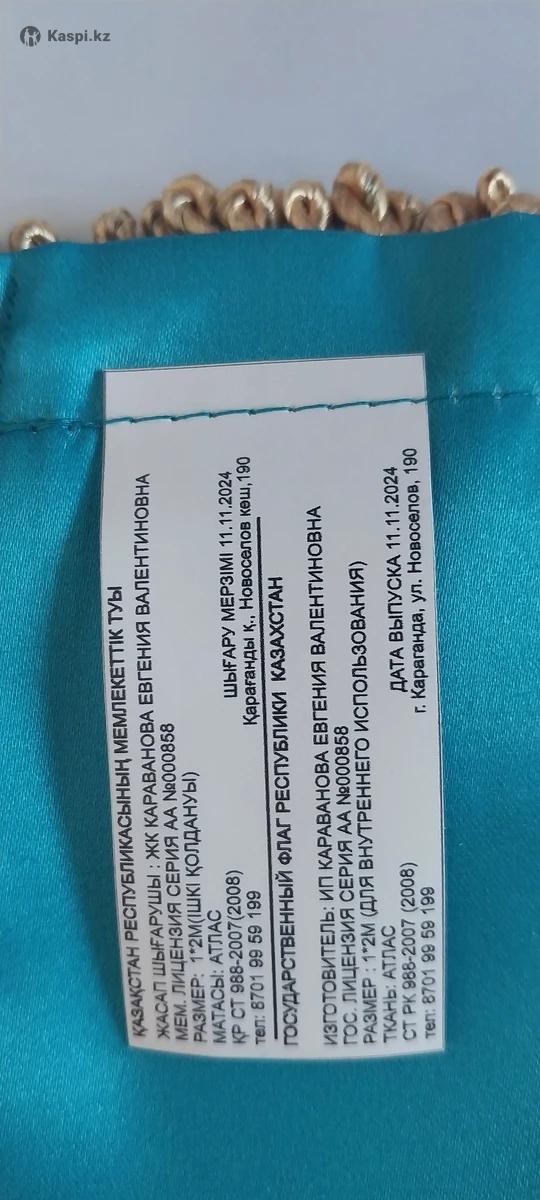 Kaspi.kz
ҚАЗАҚСТАН РЕСПУБЛИКАСЫНЫҢ МЕМЛЕКЕТТІК ТУЫ
ЖАСАП ШЫҒАРУШЫ : ЖК КАРАВАНОВА ЕВГЕНИЯ ВАЛЕНТИНОВНА
МЕМ. ЛИЦЕНЗИЯ СЕРИЯ АА №000858
РАЗМЕР: 1*2М(ІШКІ ҚОЛДАНУЫ)
МАТАСЫ: АТЛАС
ШЫҒАРУ МЕРЗІМІ 11.11.2024
ҚР СТ 988-2007(2008)
Қарағанды қ., Новоселов көш,190
тел: 8701 99 59 199
ГОСУДАРСТВЕННЫЙ ФЛАГ РЕСПУБЛИКИ КАЗАХСТАН
ИЗГОТОВИТЕЛЬ: ИП КАРАВАНОВА ЕВГЕНИЯ ВАЛЕНТИНОВНА
ГОС. ЛИЦЕНЗИЯ СЕРИЯ АА №000858
РАЗМЕР : 1*2М (ДЛЯ ВНУТРЕННЕГО ИСПОЛЬЗОВАНИЯ)
ТКАНЬ: АТЛАС
ДАТА ВЫПУСКА 11.11.2024
СТ РК 988-2007 (2008)
г. Караганда, ул. Новоселов, 190
тел: 8701 99 59 199